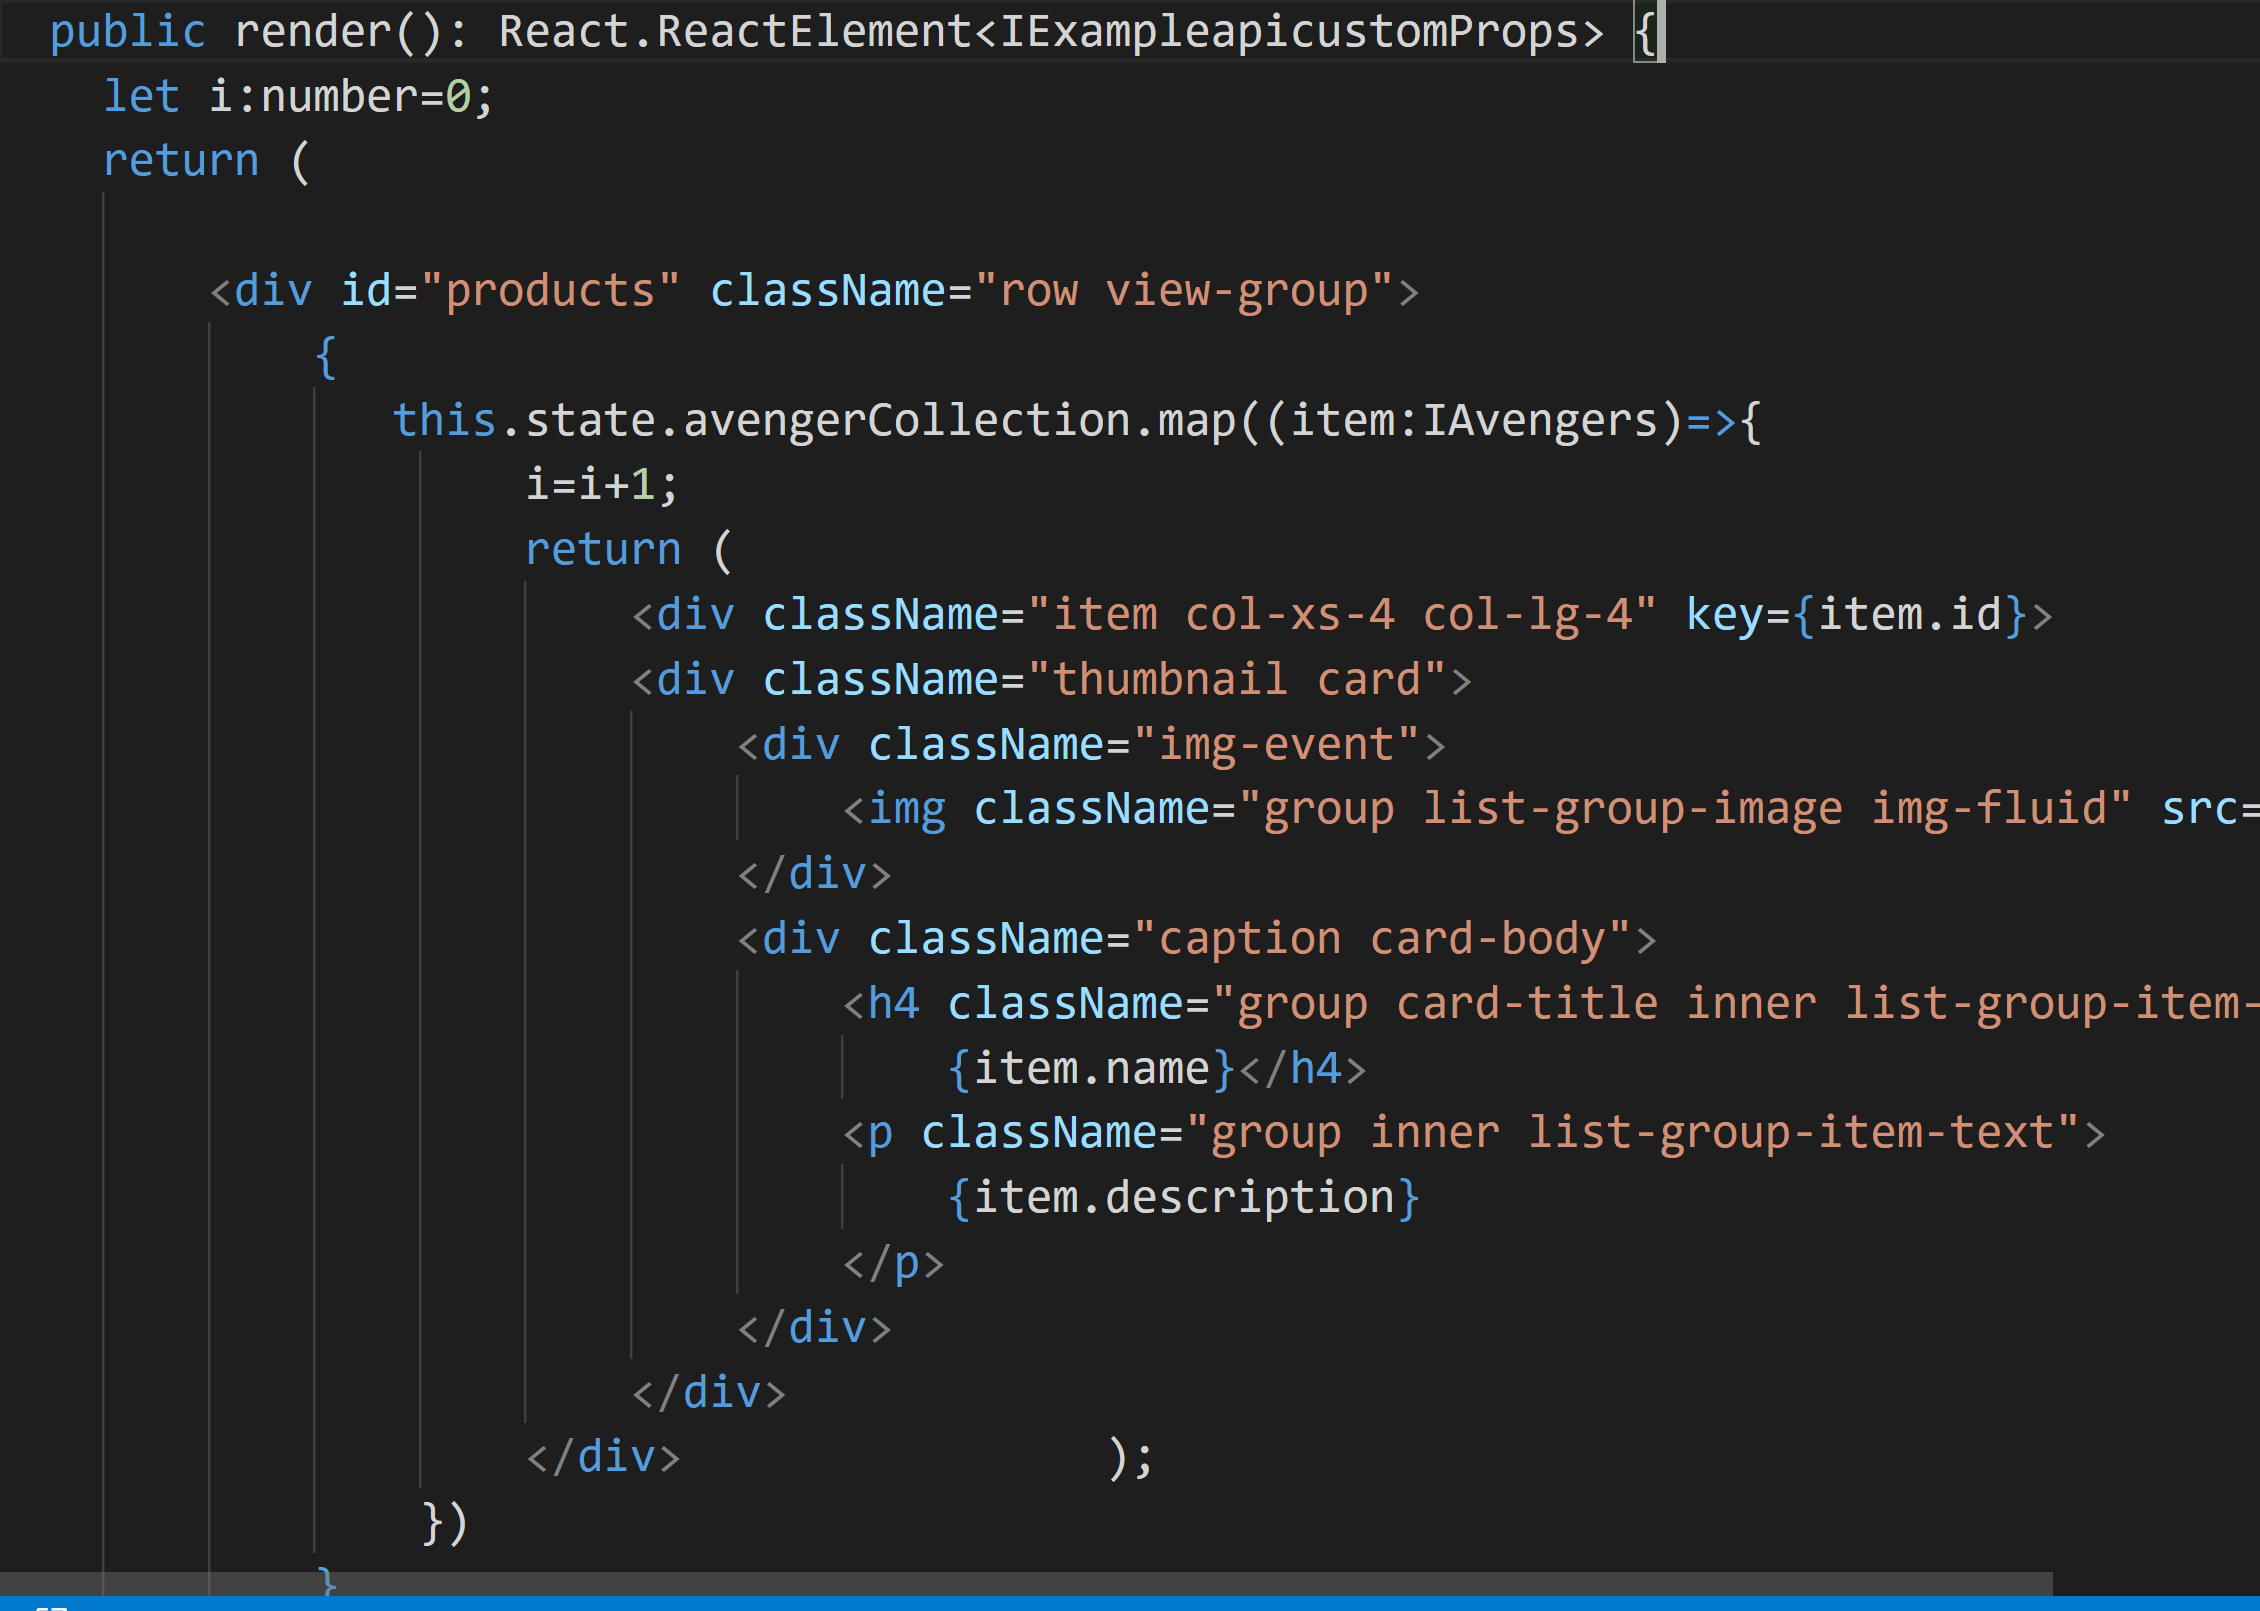 public render(): React.ReactElement<IExampleapicustomProps> {
let i:number=0;
return (
<div id="products" className="row view-group">
{
this.state.avengerCollection.map((item:IAvengers)=>{
i=i+1;
return (
<div className="item col-xs-4 col-lg-4" key={item.id}>
<div className="thumbnail card">
<div className="img-event">
<img className="group list-group-image img-fluid" src=
</div>
<div className="caption card-body">
<h4 className="group card-title inner list-group-item-
{item.name}</h4>
<p className="group inner list-group-item-text">
{item.description}
</p>
</div>
</div>
</div> );
})
}